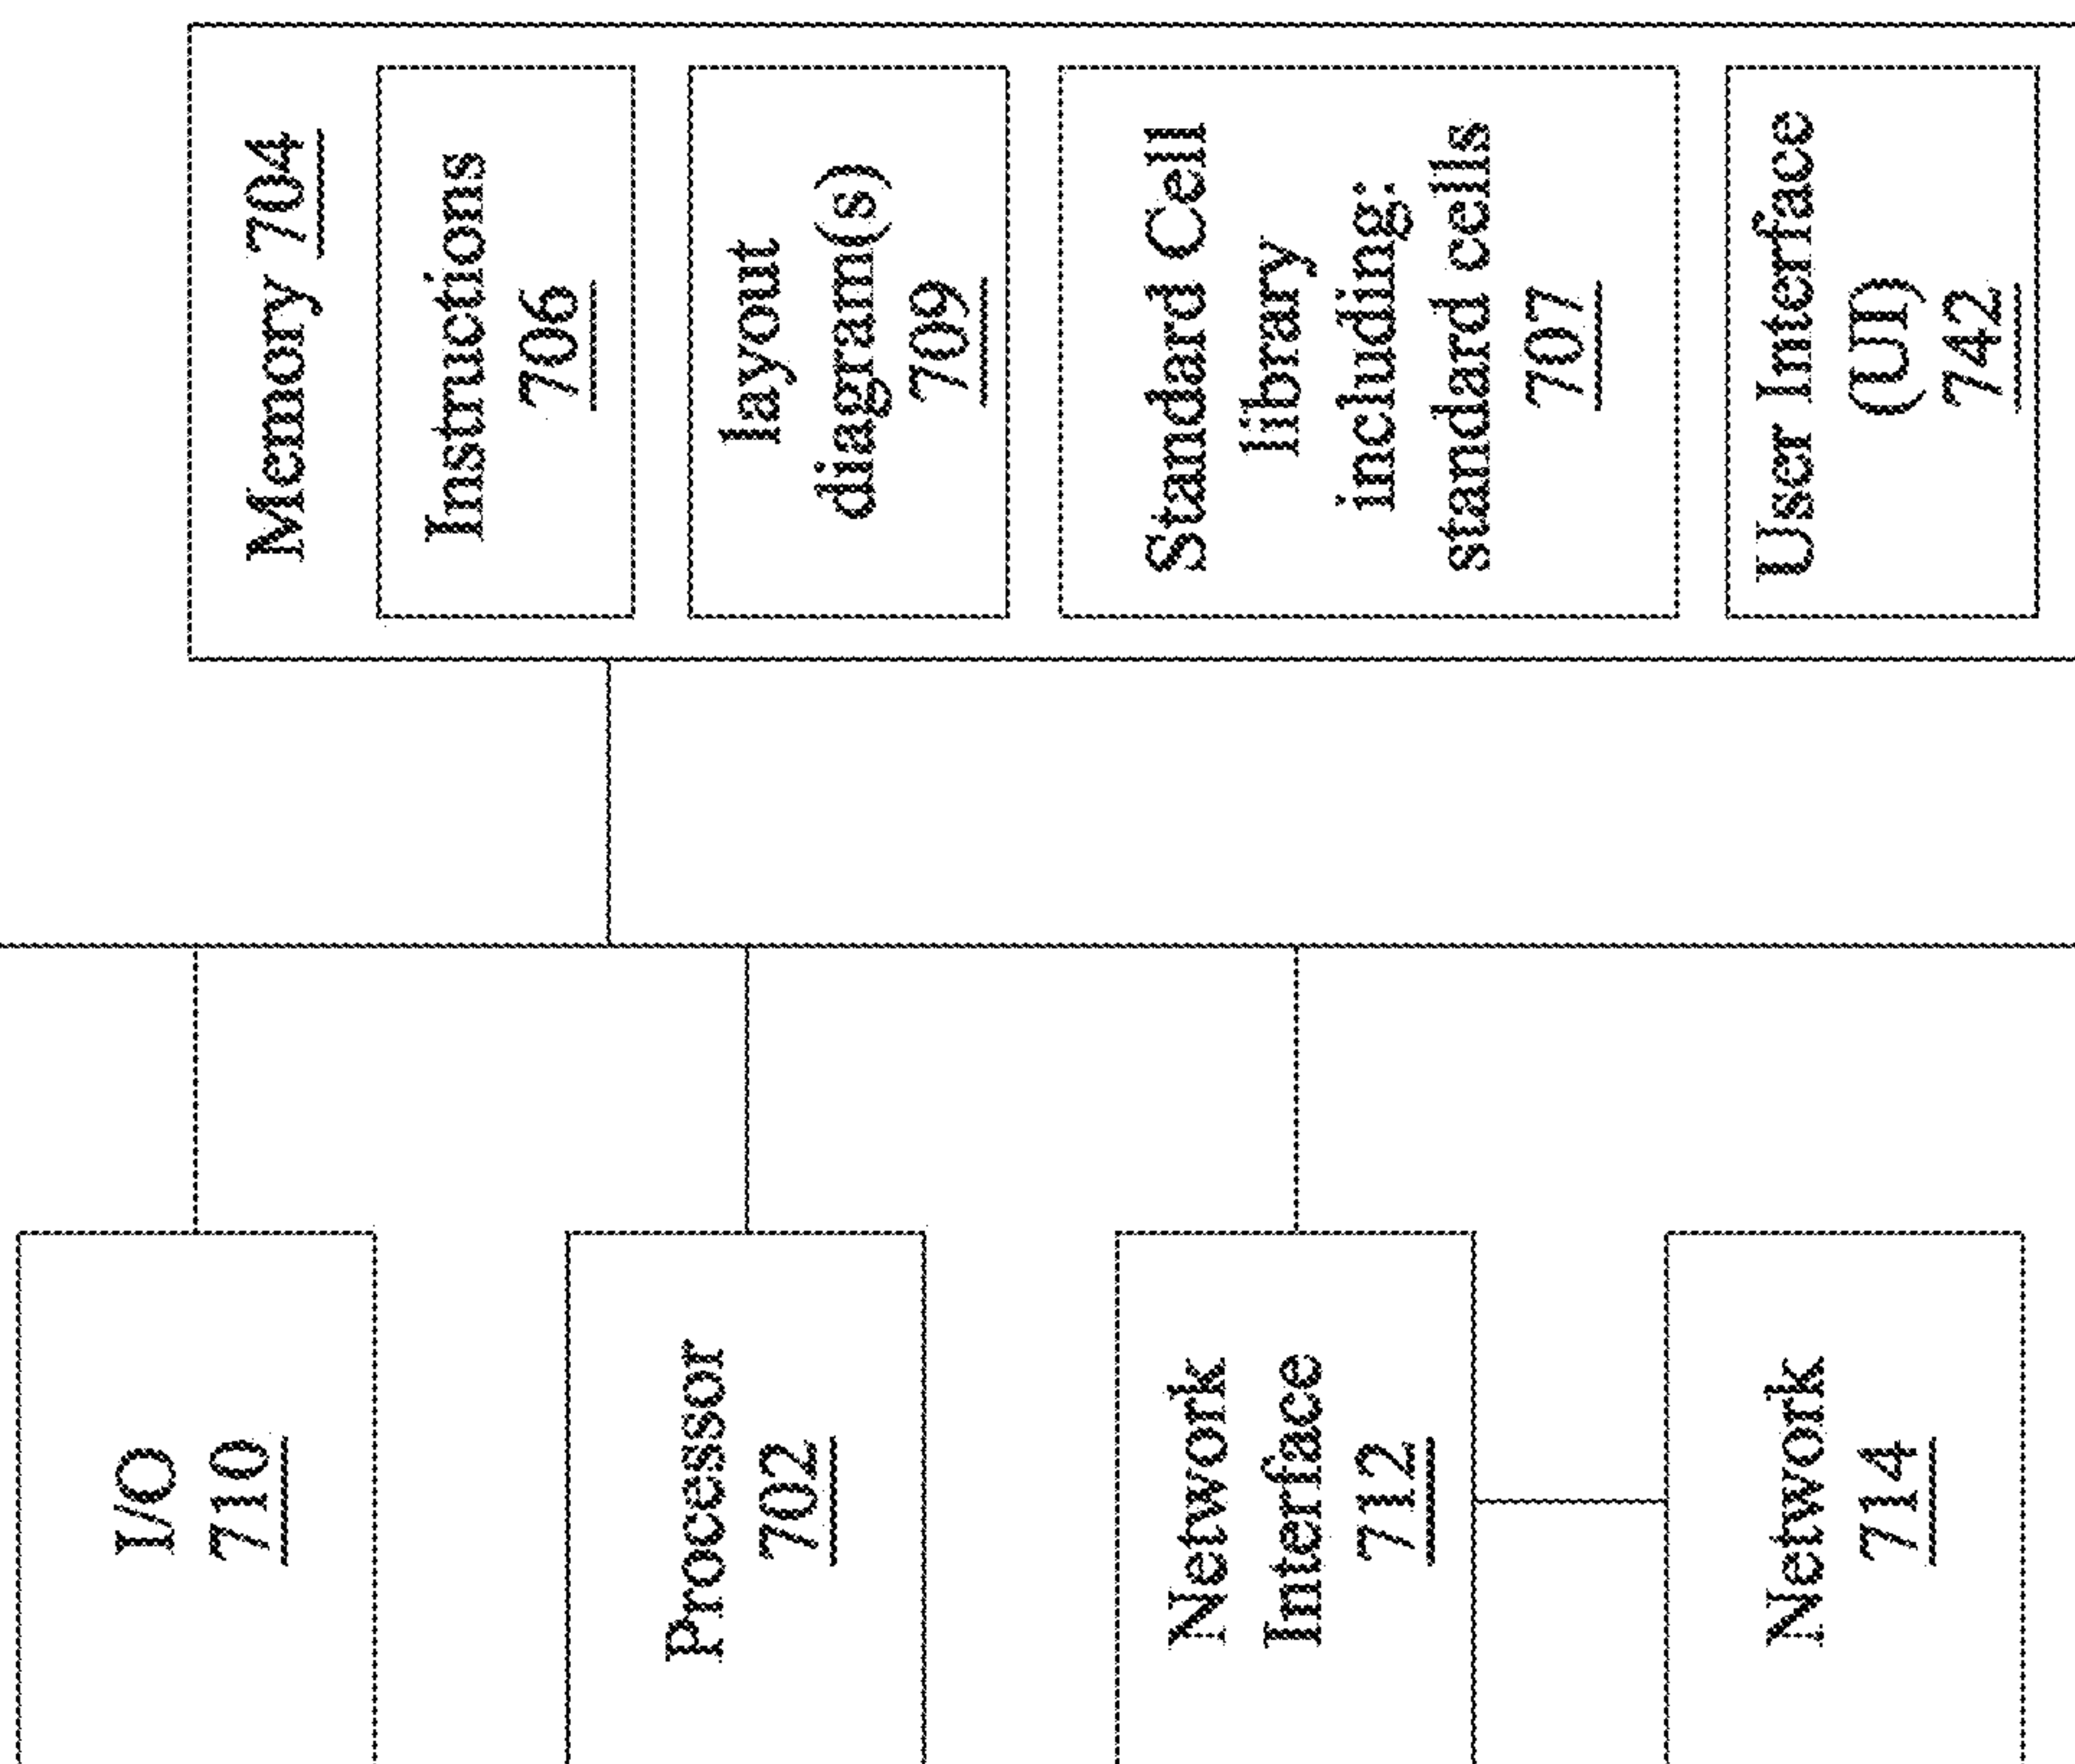 Memory 704
Instructions
706
layout
diagram(s)
709
Standard Cell
library
including:
standard cells
707
User Interface
(UI)
742
I/O
710
Processor
702
Network
Interface
712
Network
714